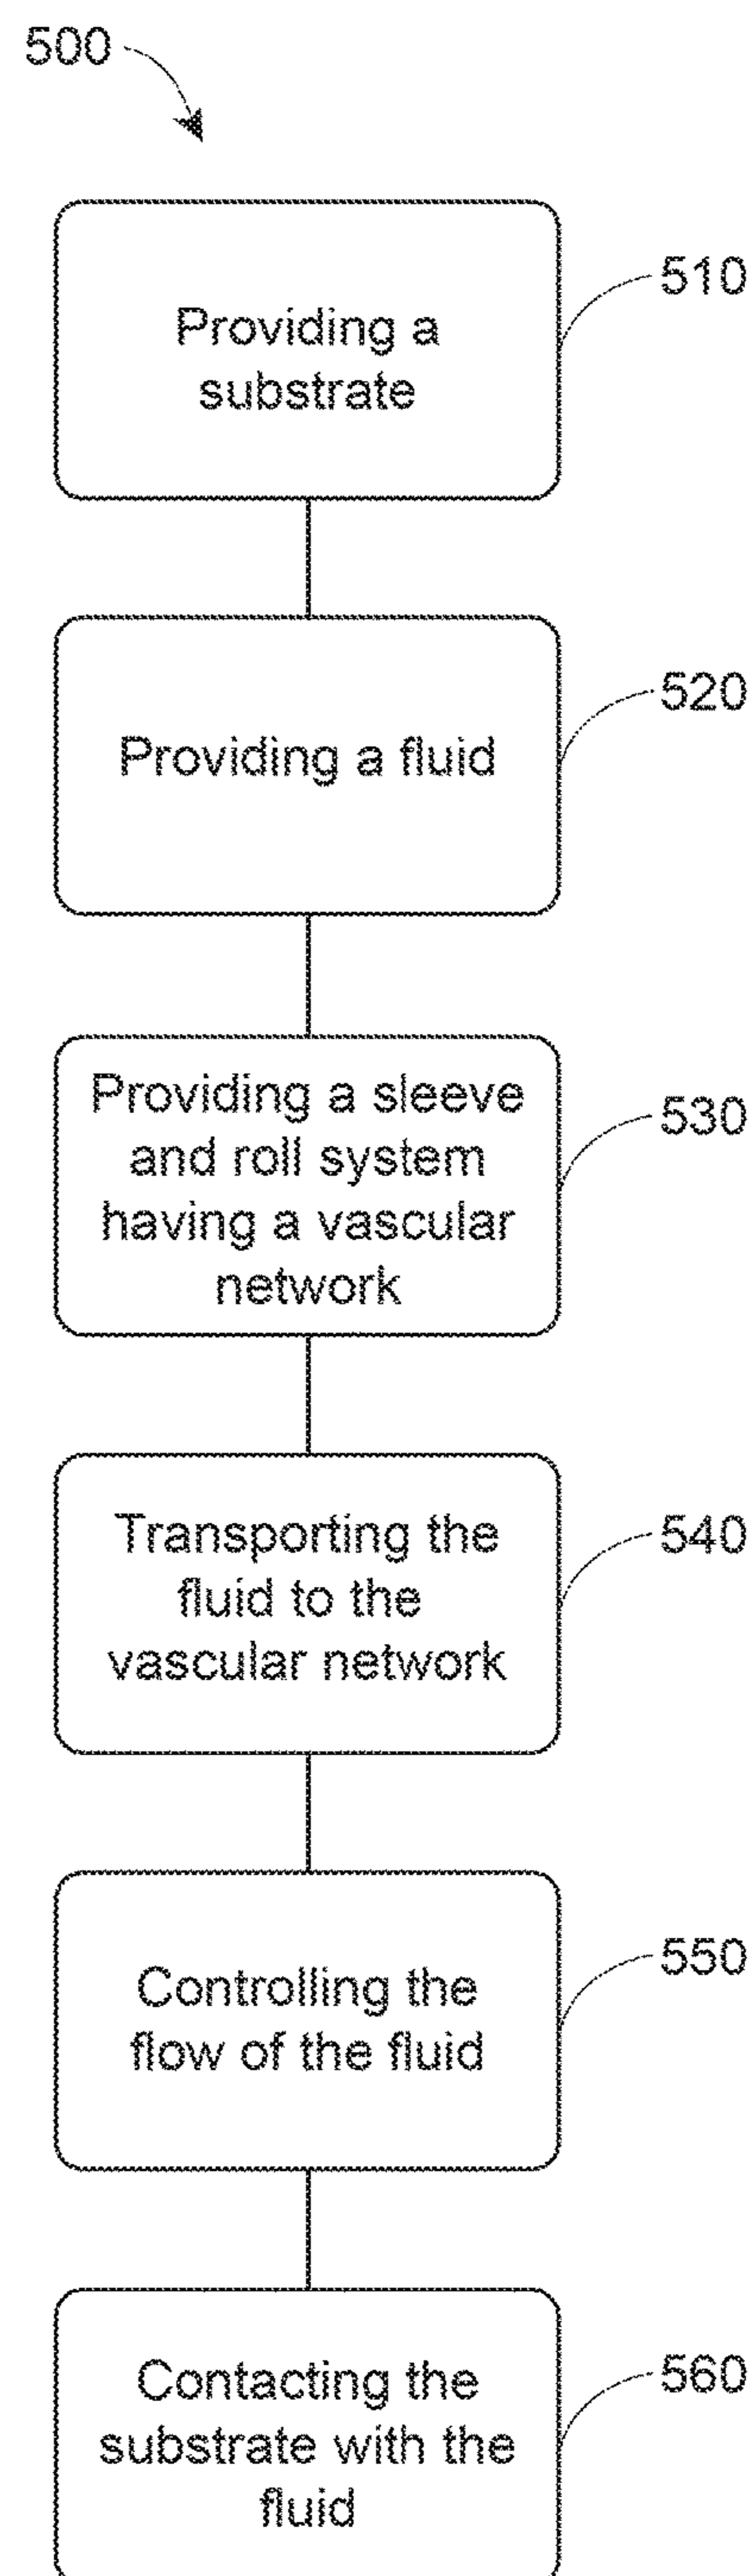 500
510
Providing a
substrate
520
Providing a fluid
530
Providing a sleeve
and roll system
having a vascular
network
540
Transporting the
fluid to the
vascular network
550
Controlling the
flow of the fluid
560
Contacting the
substrate with the
fluid